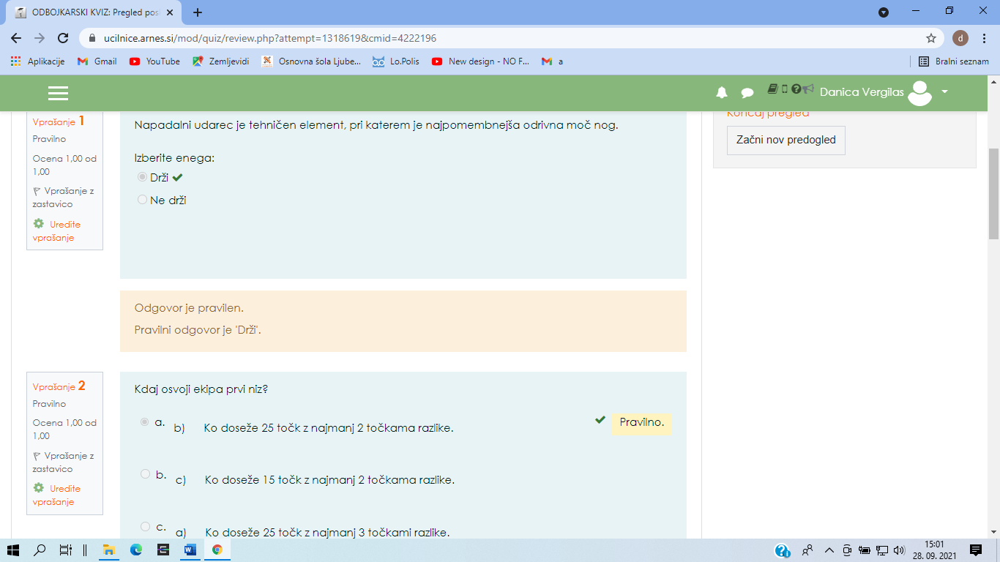 ODBOJKARSKI KVIZ: Pregled pos
ucilnice.arnes.si/mod/quiz/review.php?attempt=1318619&cmid=4222196
d
Aplikacije
Gmail
YouTube
Zemljevidi
Osnovna šola Ljube...
Lo.Polis
New design - NO F...
a
Bralni seznam
Danica Vergilas
Vprašanje 1
Pravilno
Ocena 1,00 od
1,00
Vprašanje z
zastavico
Uredite
vprašanje
Napadalni udarec je tehničen element, pri katerem je najpomembnejša odrivna moč nog.
Izberite enega:
Drži
Ne drži
Končaj pregled
Začni nov predogled
Odgovor je pravilen.
Pravilni odgovor je 'Drži'.
Vprašanje 2
Pravilno
Ocena 1,00 od
1,00
Vprašanje z
zastavico
Uredite
vprašanje
Kdaj osvoji ekipa prvi niz?
a. b) Ko doseže 25 točk z najmanj 2 točkama razlike.
Pravilno.
b. c) Ko doseže 15 točk z najmanj 2 točkama razlike.
c. a) Ko doseže 25 točk z najmanj 3 točkami razlike.
15:01
28. 09. 2021